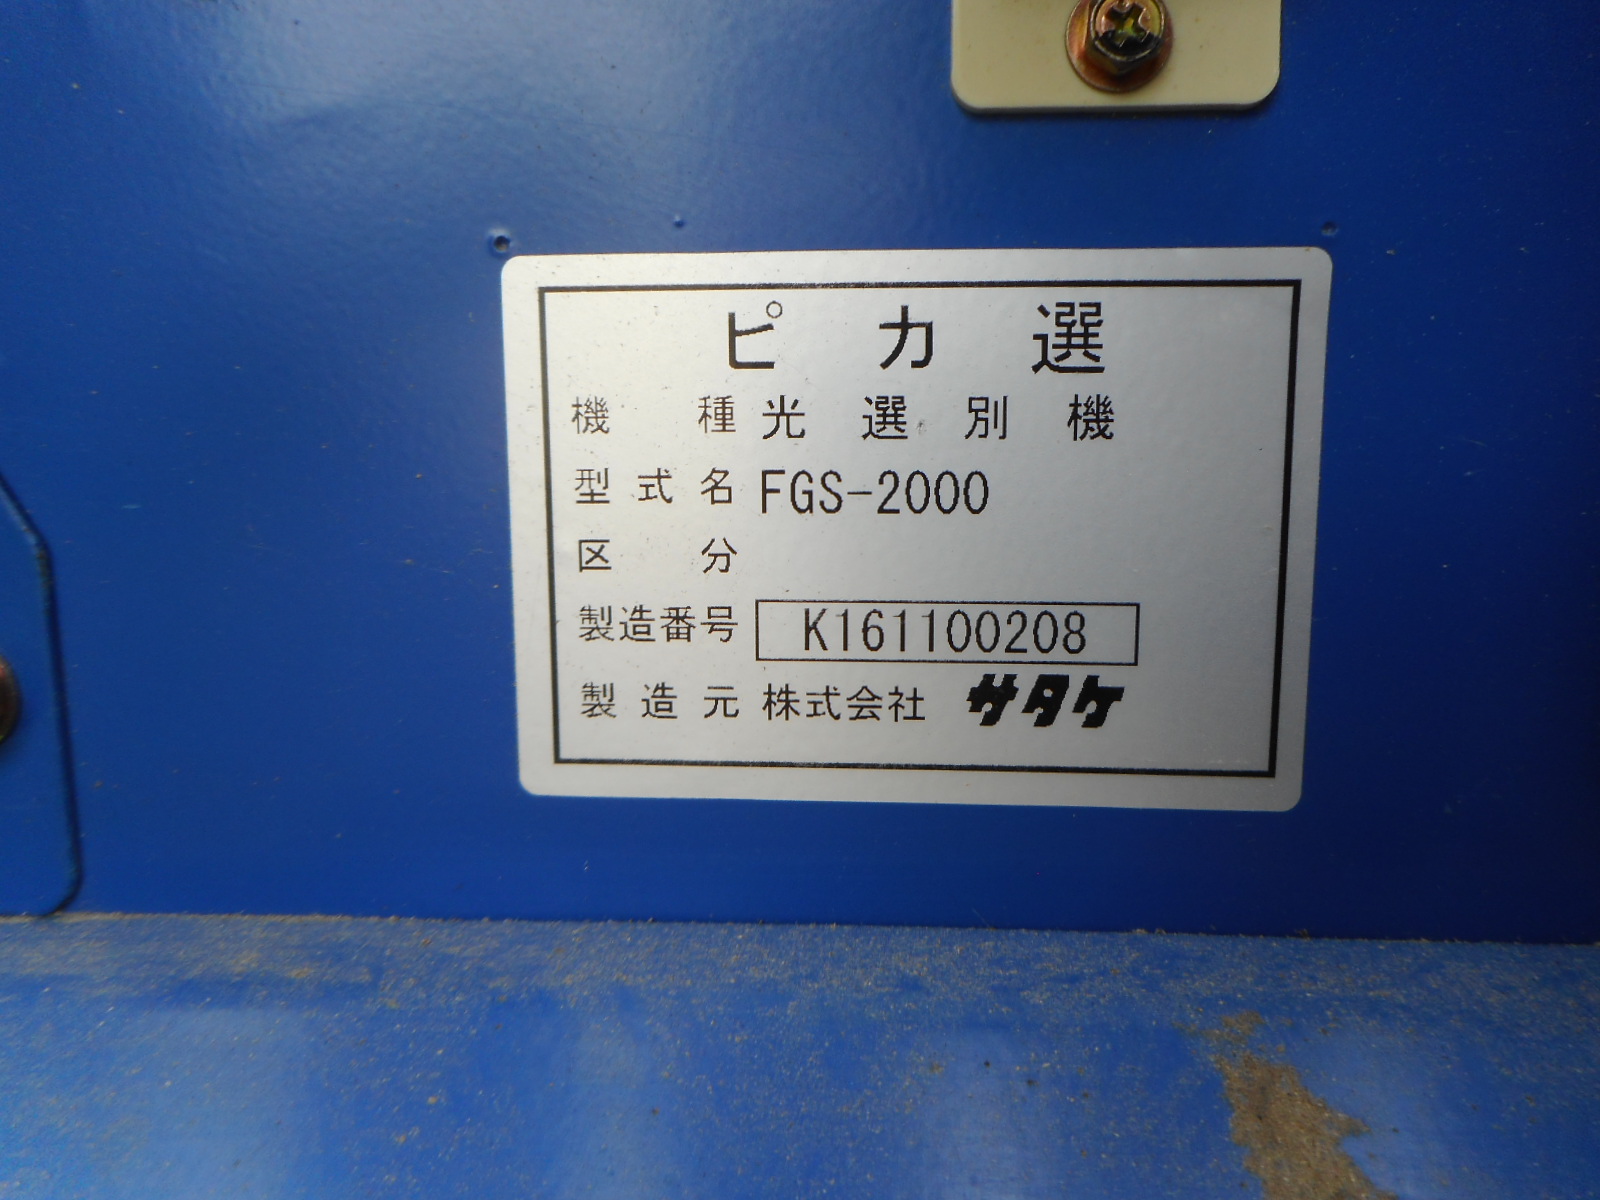 ピカ選
機種 光選別機
型式名 FGS-2000
区分
製造番号 K161100208
製造元 株式会社 サタケ